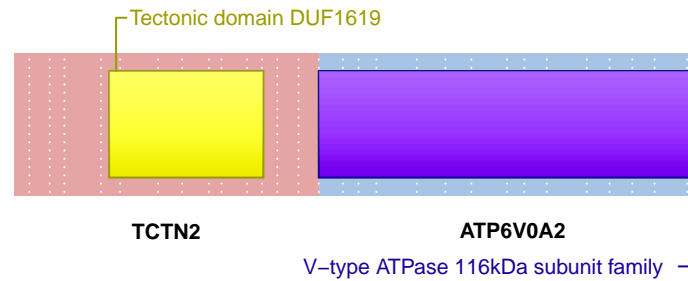 Tectonic domain DUF1619
TCTN2
ATP6V0A2
V−type ATPase 116kDa subunit family